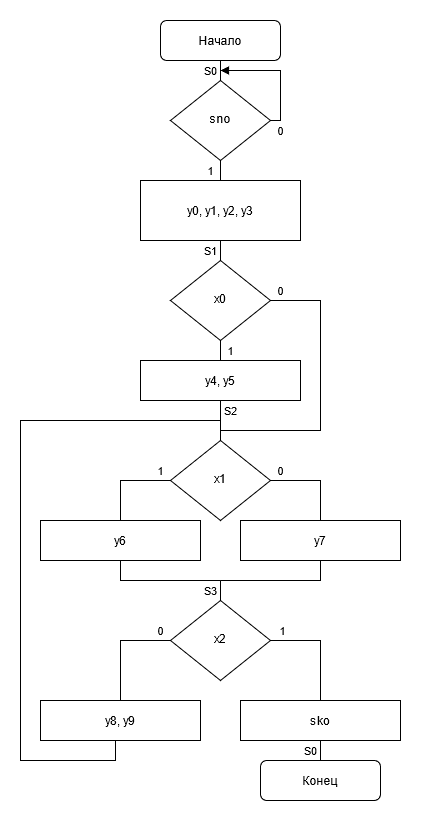 Начало
S0
sno
0
1
y0, y1, y2, y3
S1
x0
0
1
y4, y5
S2
x1
1
0
y6
y7
S3
x2
0
1
y8, y9
sko
S0
Конец